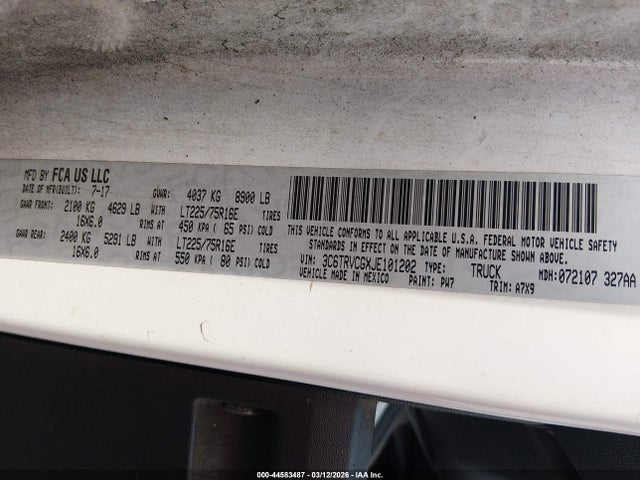 MFD BY FCA US LLC
DATE OF MFR(BUILT): 7-17 GVWR: 4037 KG 8900 LB
GAWR FRONT: 2100 KG 4629 LB WITH LT225/75R16E TIRES
16X6.0 RIMS AT 450 KPA ( 65 PSI) COLD
GAWR REAR: 2400 KG 5291 LB WITH LT225/75R16E TIRES
16X6.0 RIMS AT 550 KPA ( 80 PSI) COLD
THIS VEHICLE CONFORMS TO ALL APPLICABLE U.S.A. FEDERAL MOTOR VEHICLE SAFETY
STANDARDS IN EFFECT ON THE DATE OF MANUFACTURE SHOWN ABOVE.
VIN: 3C6TRVCGXJE101202 TYPE: TRUCK MDH: 072107 327AA
VEHICLE MADE IN MEXICO PAINT: PW7 TRIM: A7X9
000-44583487 - 03/12/2026 - COPYRIGHT IAA, LLC.